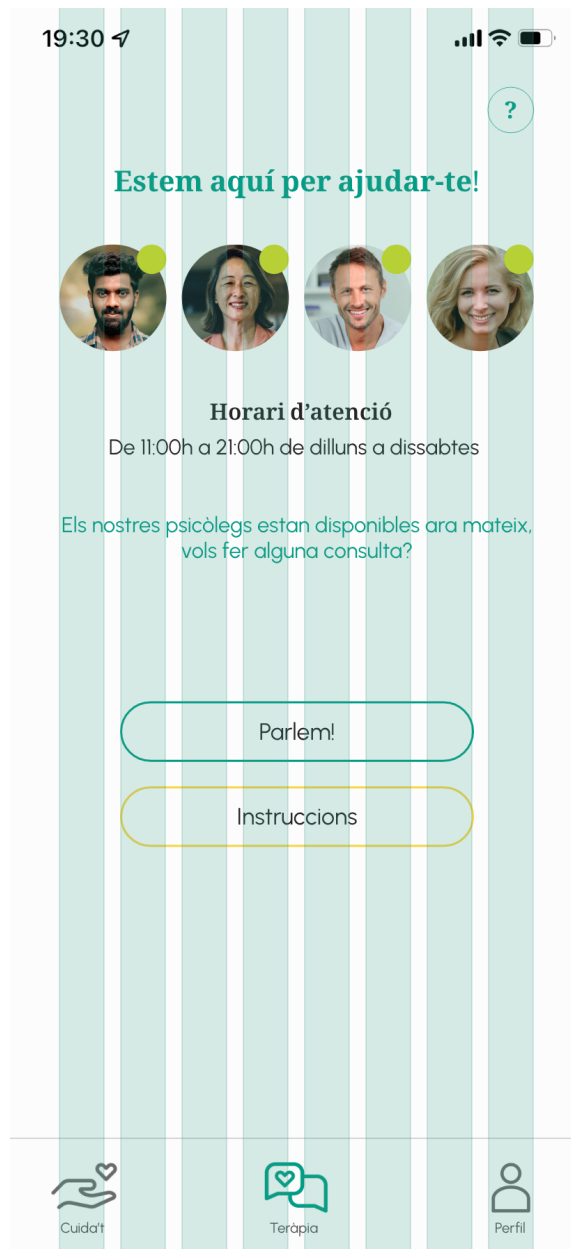 19:30
?
Estem aquí per ajudar-te!
Horari d’atenció
De 11:00h a 21:00h de dilluns a dissabtes
Els nostres psicòlegs estan disponibles ara mateix,
vols fer alguna consulta?
Parlem!
Instruccions
Cuida't
Teràpia
Perfil